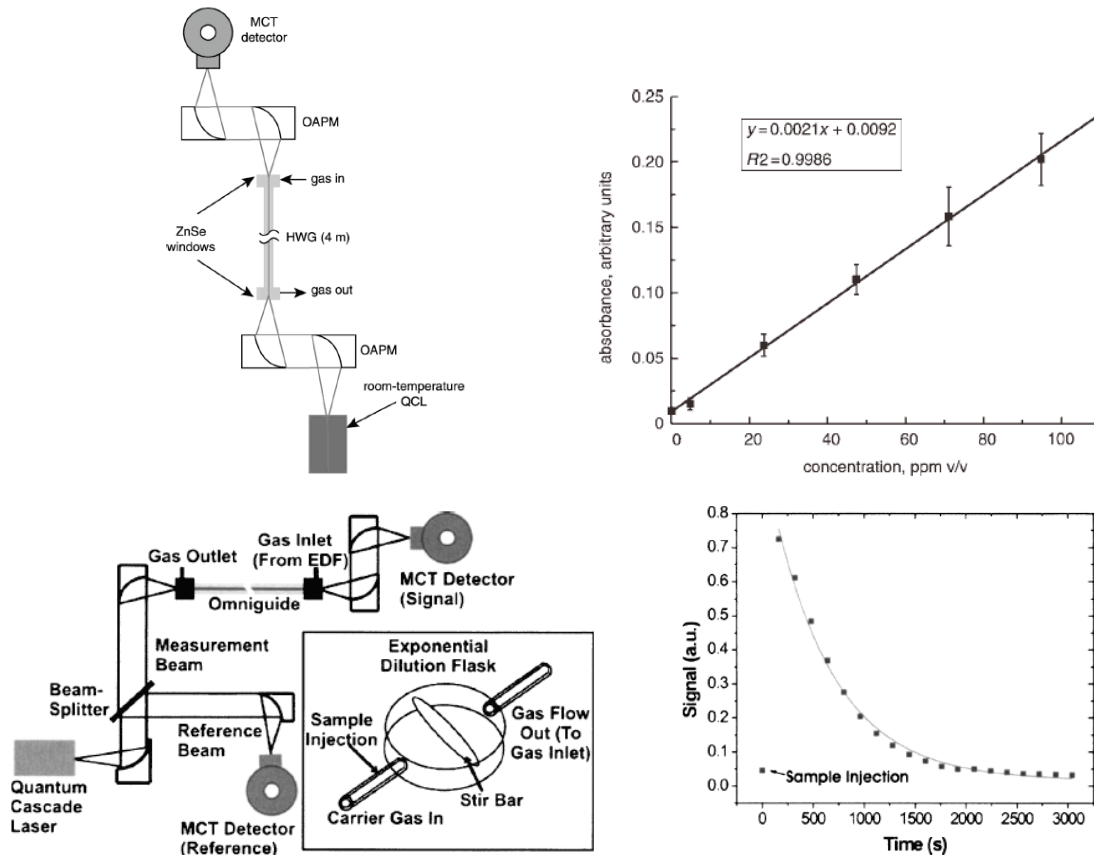 MCT
detector
OAPM
gas in
ZnSe
windows
HWG (4 m)
gas out
OAPM
room-temperature
QCL
0.25
0.20
0.15
0.10
0.05
0
y = 0.0021x + 0.0092
R2 = 0.9986
absorbance, arbitrary units
0 20 40 60 80 100
concentration, ppm v/v
Gas Outlet
Gas Inlet
(From EDF)
MCT Detector
(Signal)
Omniguide
Measurement
Beam
Beam-
Splitter
Reference
Beam
Quantum
Cascade
Laser
MCT Detector
(Reference)
Exponential
Dilution Flask
Sample
Injection
Gas Flow
Out (To
Gas Inlet)
Stir Bar
Carrier Gas In
0.8
0.7
0.6
0.5
0.4
0.3
0.2
0.1
0.0
Signal (a.u.)
Sample Injection
0 500 1000 1500 2000 2500 3000
Time (s)